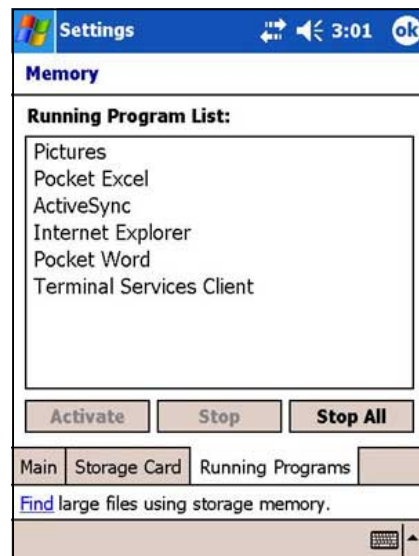 Settings 3:01 ok
Memory
Running Program List:
Pictures
Pocket Excel
ActiveSync
Internet Explorer
Pocket Word
Terminal Services Client
Activate Stop Stop All
Main Storage Card Running Programs
Find large files using storage memory.